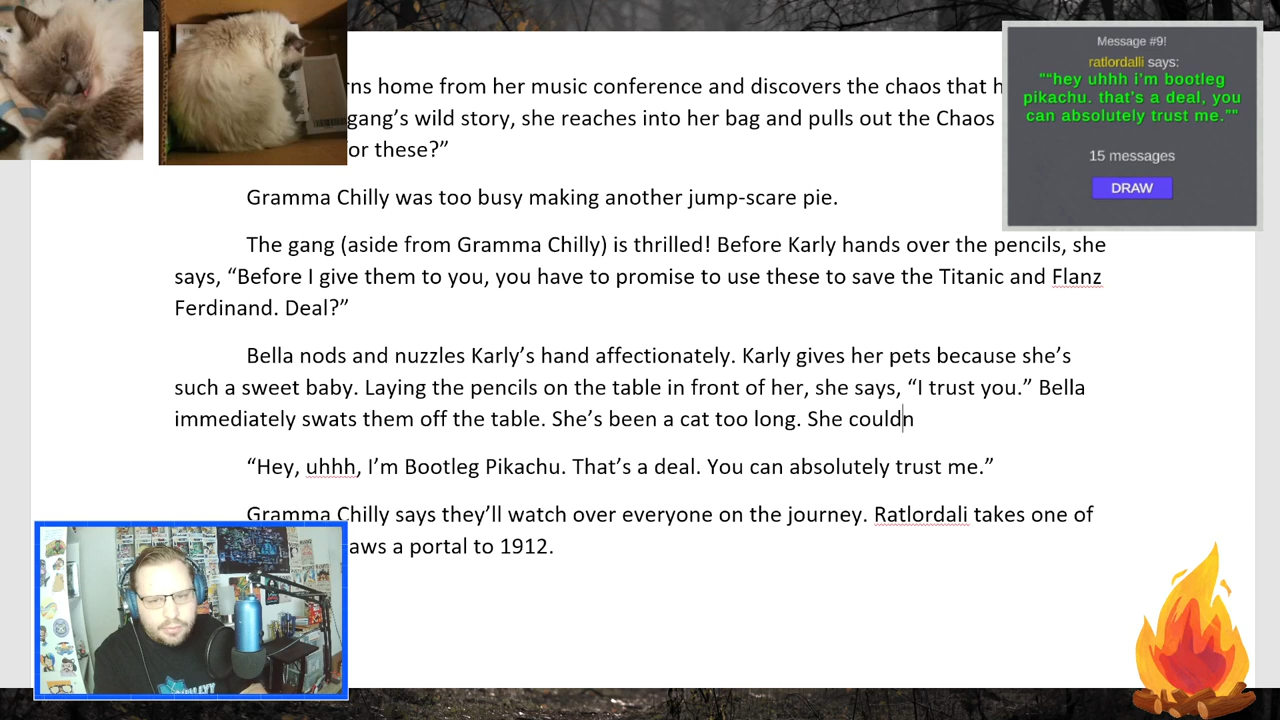 rns home from her music conference and discovers the chaos that h
gang’s wild story, she reaches into her bag and pulls out the Chaos
or these?”
Gramma Chilly was too busy making another jump-scare pie.
The gang (aside from Gramma Chilly) is thrilled! Before Karly hands over the pencils, she
says, “Before I give them to you, you have to promise to use these to save the Titanic and Flanz
Ferdinand. Deal?”
Bella nods and nuzzles Karly’s hand affectionately. Karly gives her pets because she’s
such a sweet baby. Laying the pencils on the table in front of her, she says, “I trust you.” Bella
immediately swats them off the table. She’s been a cat too long. She couldn
“Hey, uhhh, I’m Bootleg Pikachu. That’s a deal. You can absolutely trust me.”
Gramma Chilly says they’ll watch over everyone on the journey. Ratlordali takes one of
aws a portal to 1912.
Message #9!
ratlordalli says:
"“hey uhhh i’m bootleg
pikachu. that’s a deal, you
can absolutely trust me.”"
15 messages
DRAW